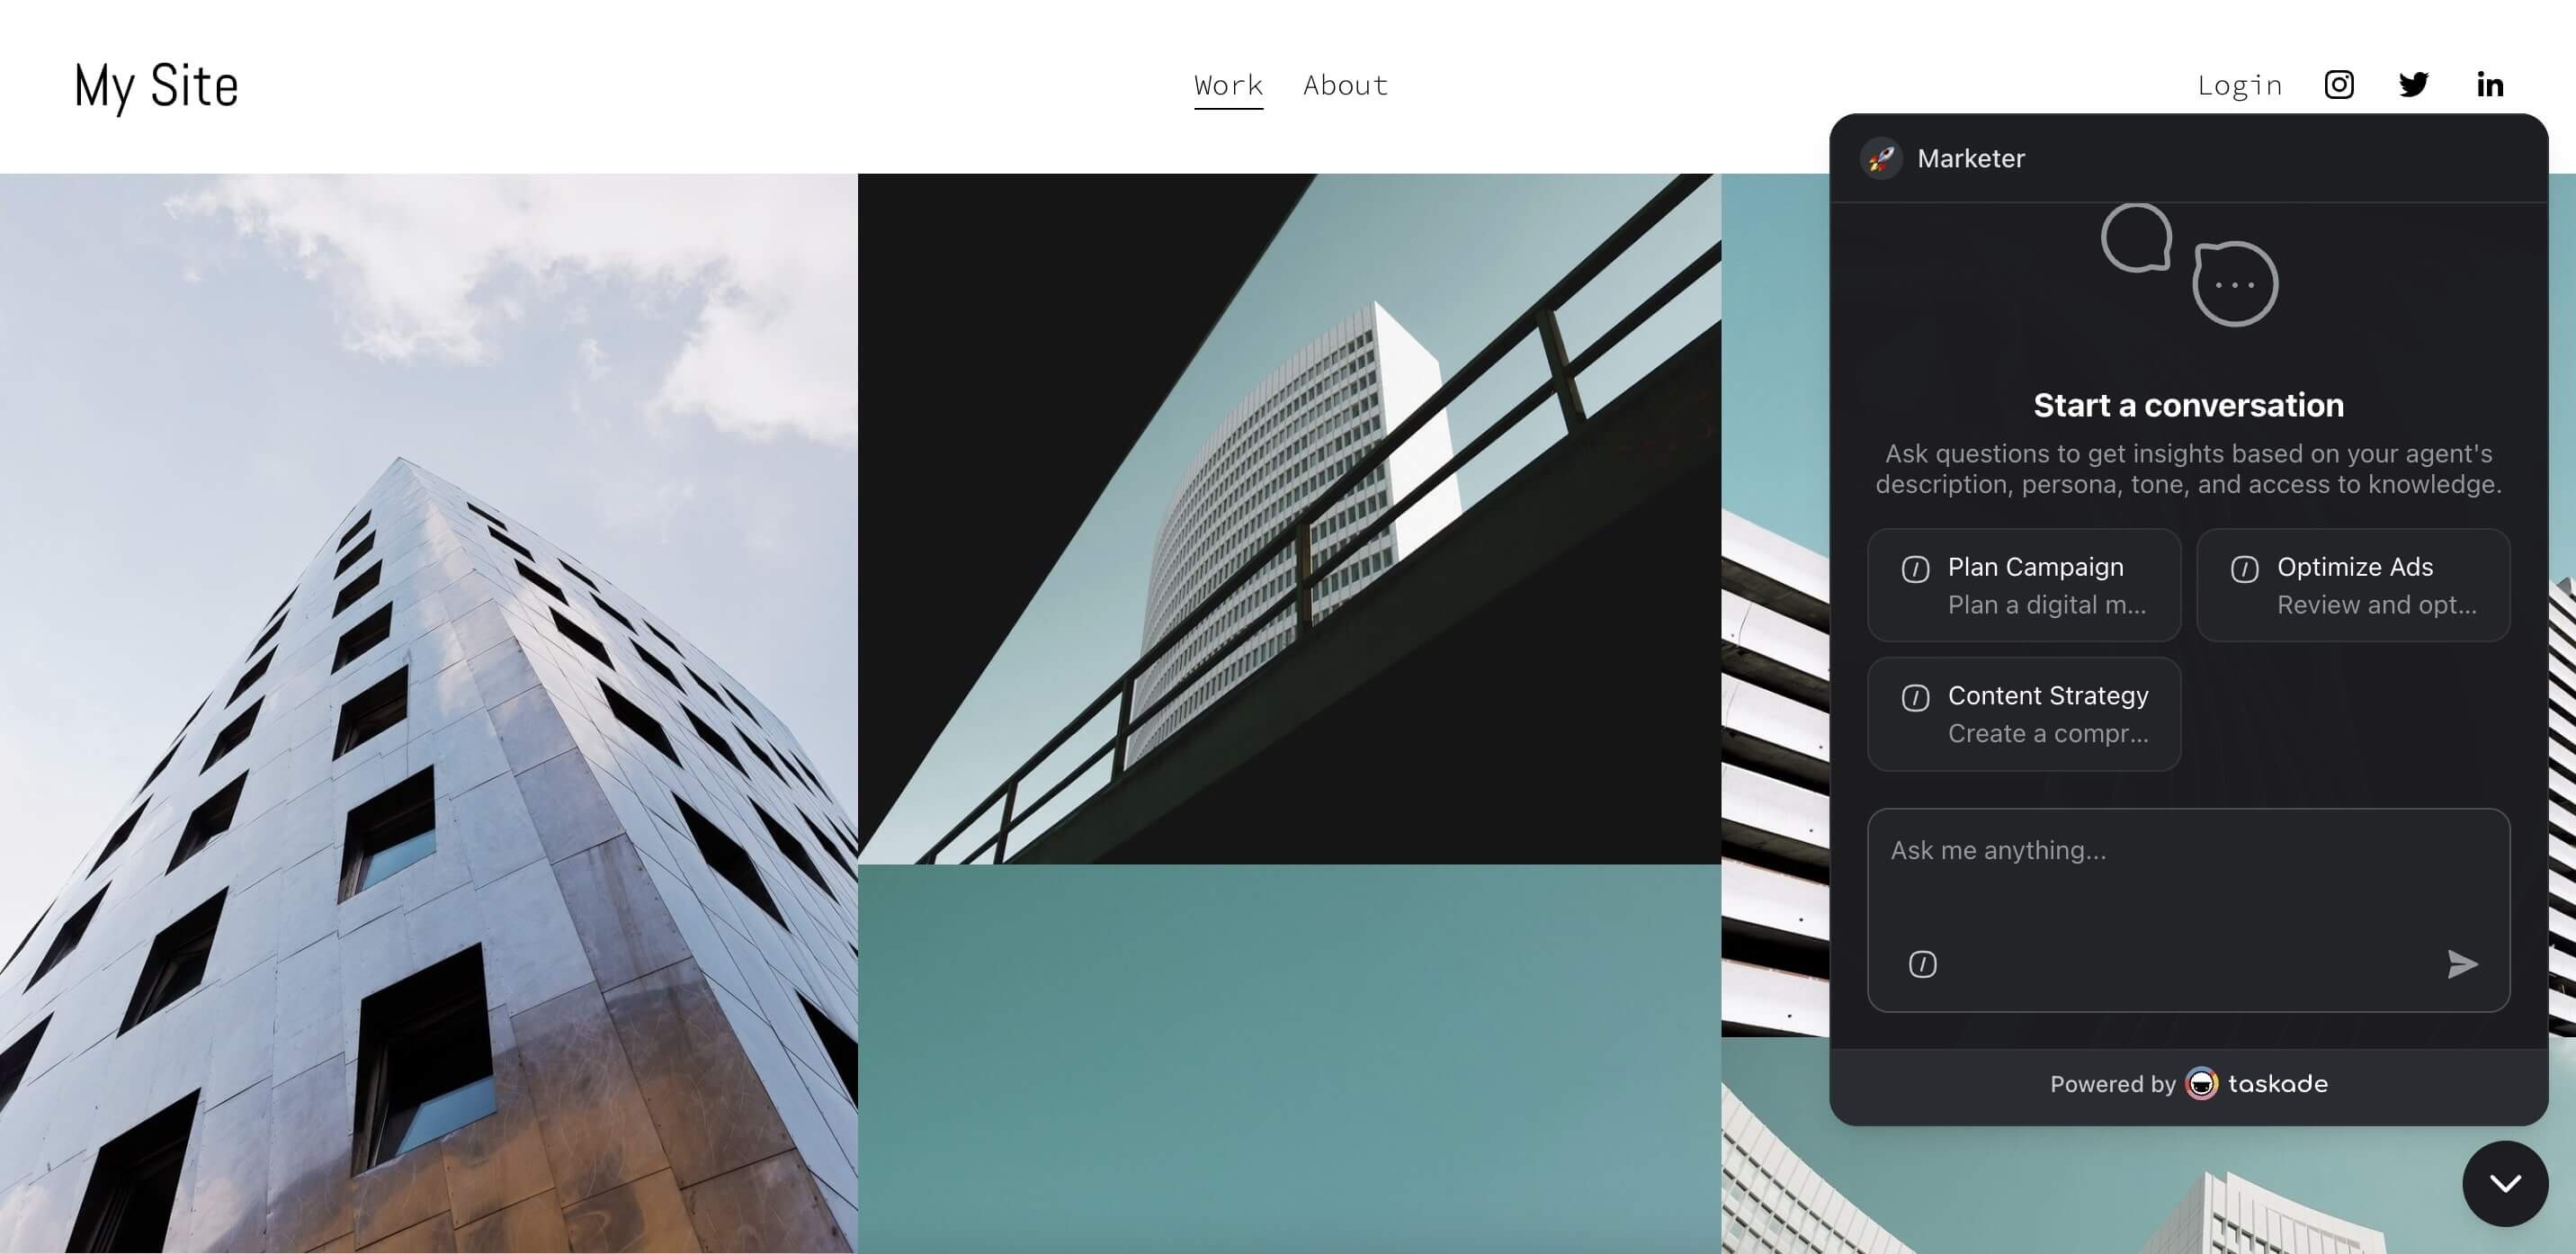 My Site
Work About
Login
Marketer
Start a conversation
Ask questions to get insights based on your agent's
description, persona, tone, and access to knowledge.
Plan Campaign
Plan a digital m...
Optimize Ads
Review and opt...
Content Strategy
Create a compr...
Ask me anything...
Powered by taskade